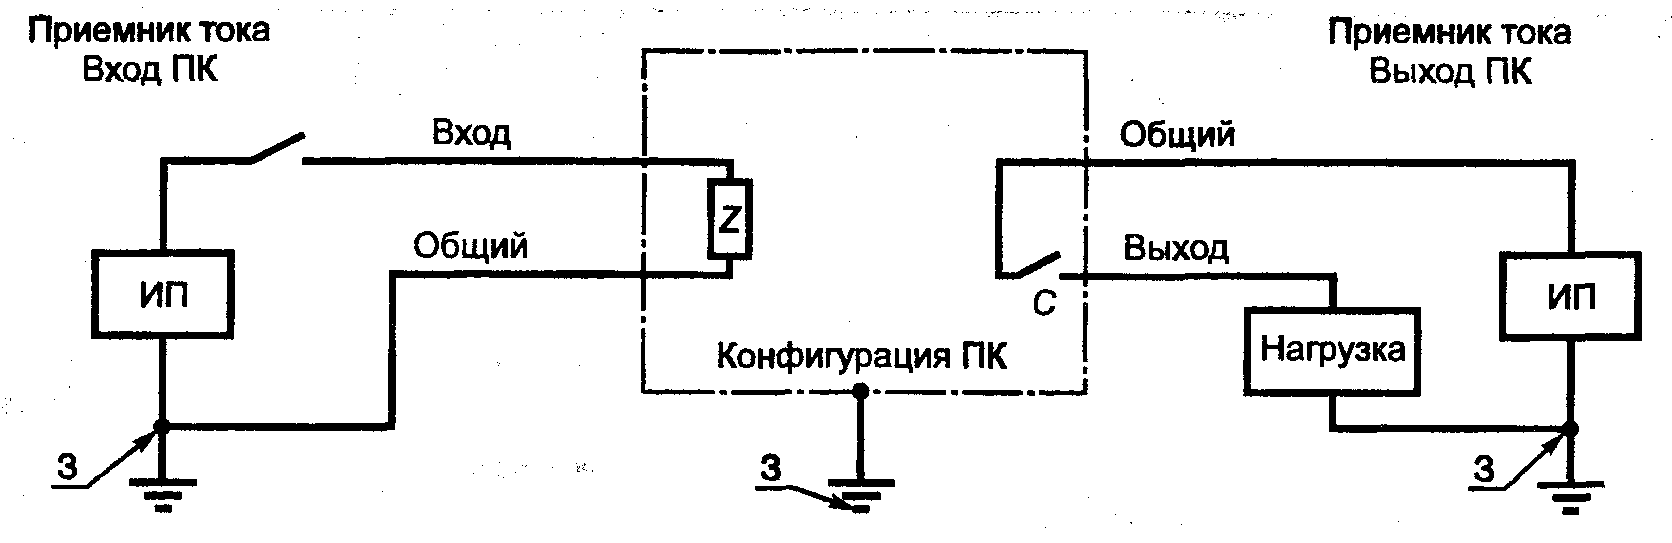 Приемник тока
Вход ПК
Приемник тока
Выход ПК
Вход
Общий
Общий
Выход
Z
C
ИП
ИП
Нагрузка
Конфигурация ПК
З
З
З